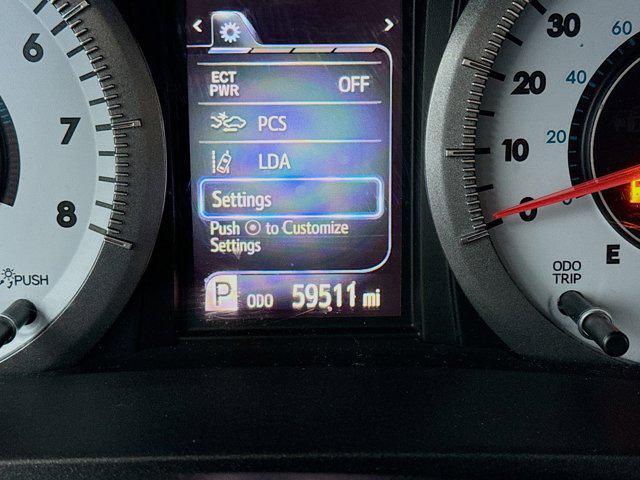 6
7
8
PUSH
ECT
PWR OFF
PCS
LDA
Settings
Push to Customize
Settings
P ODO 59511 mi
30
20
10
0
60
40
20
E
ODO
TRIP